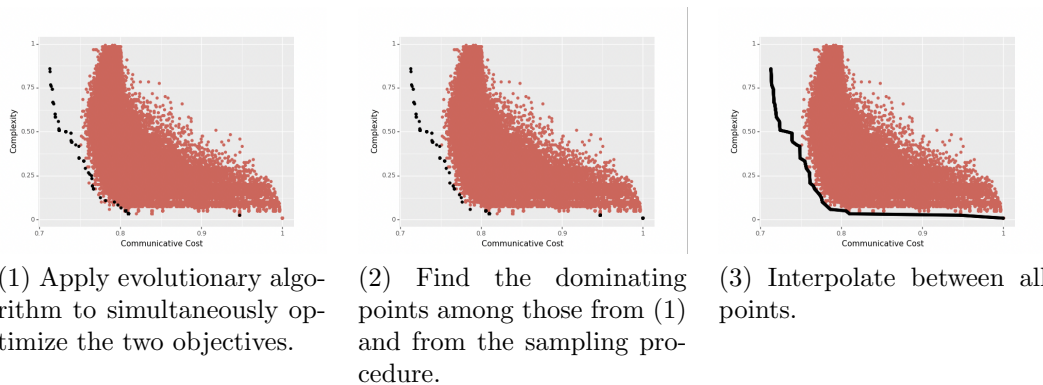 1
0.75
0.5
0.25
0
Complexity
0.7
0.8
0.9
1
Communicative Cost
1
0.75
0.5
0.25
0
Complexity
0.7
0.8
0.9
1
Communicative Cost
1
0.75
0.5
0.25
0
Complexity
0.7
0.8
0.9
1
Communicative Cost
(1) Apply evolutionary algo-
rithm to simultaneously op-
timize the two objectives.
(2) Find the dominating
points among those from (1)
and from the sampling pro-
cedure.
(3) Interpolate between all
points.